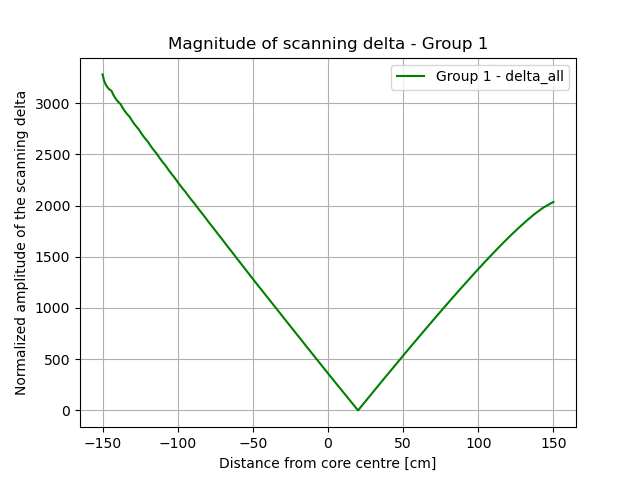 Magnitude of scanning delta - Group 1
Group 1 - delta_all
Normalized amplitude of the scanning delta
3000
2500
2000
1500
1000
500
0
−150 −100 −50 0 50 100 150
Distance from core centre [cm]